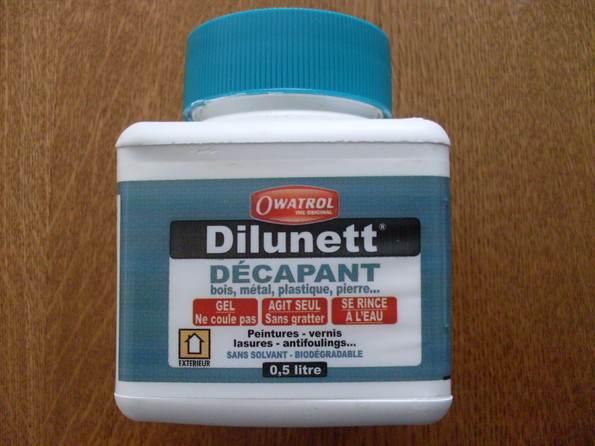 OWATROL
THE ORIGINAL
Dilunett®
DÉCAPANT
bois, métal, plastique, pierre...
GEL
Ne coule pas
AGIT SEUL
Sans gratter
SE RINCE
A L'EAU
Peintures - vernis
lasures - antifoulings...
SANS SOLVANT - BIODÉGRADABLE
EXTERIEUR
0,5 litre